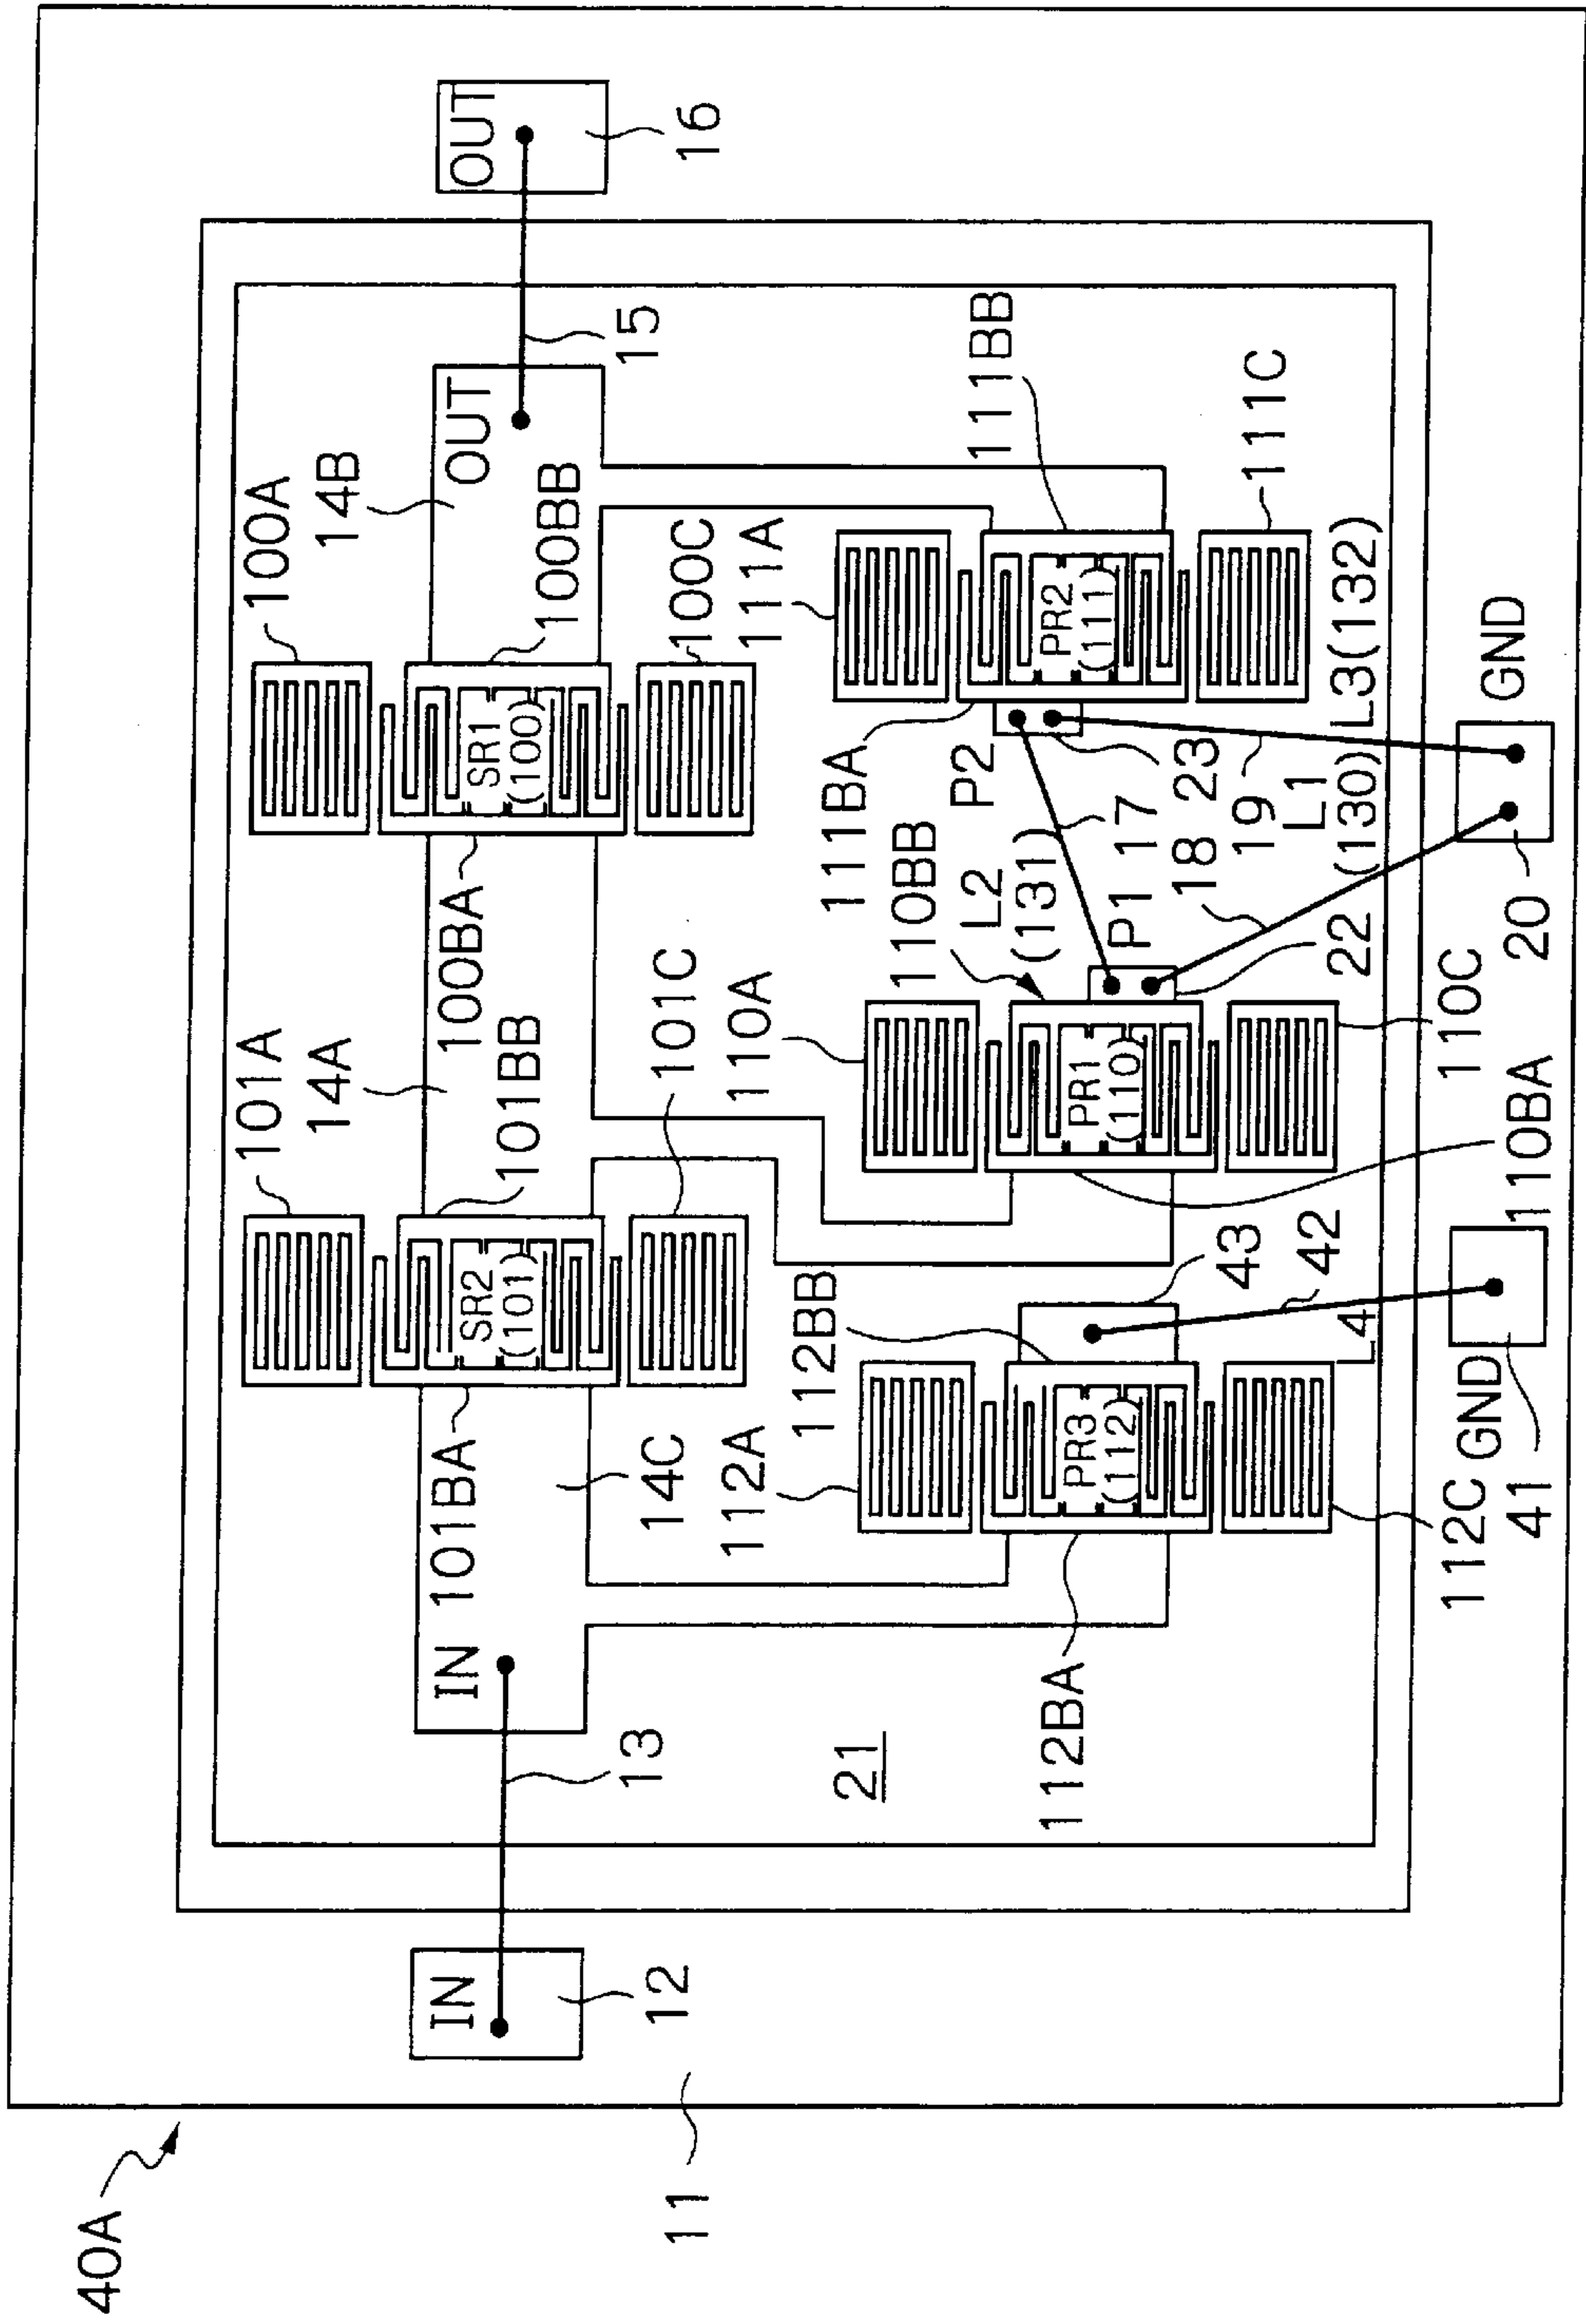 40A
11
IN
12
13
IN
101BA
14C
21
112BA
112A
SR2
(101)
101A
14A
101BB
101C
110A
100BA
112BB
PR3
(112)
43
42
L4
112C
GND
41
110BA
110C
PR1
(110)
110BB
L2
(131)
P1
22
17
18
19
L1
(130)
20
GND
L3(132)
23
P2
111BA
PR2
(111)
111A
111BB
111C
SR1
(100)
100A
14B
100BB
100C
OUT
15
OUT
16